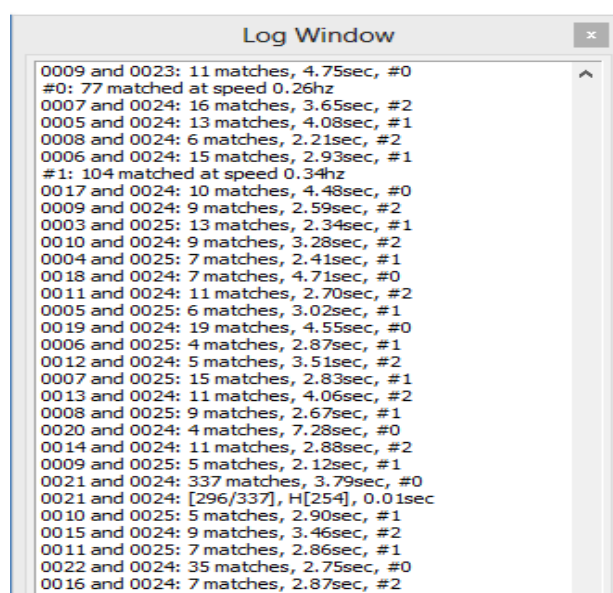 Log Window
×
0009 and 0023: 11 matches, 4.75sec, #0
#0: 77 matched at speed 0.26hz
0007 and 0024: 16 matches, 3.65sec, #2
0005 and 0024: 13 matches, 4.08sec, #1
0008 and 0024: 6 matches, 2.21sec, #2
0006 and 0024: 15 matches, 2.93sec, #1
#1: 104 matched at speed 0.34hz
0017 and 0024: 10 matches, 4.48sec, #0
0009 and 0024: 9 matches, 2.59sec, #2
0003 and 0025: 13 matches, 2.34sec, #1
0010 and 0024: 9 matches, 3.28sec, #2
0004 and 0025: 7 matches, 2.41sec, #1
0018 and 0024: 7 matches, 4.71sec, #0
0011 and 0024: 11 matches, 2.70sec, #2
0005 and 0025: 6 matches, 3.02sec, #1
0019 and 0024: 19 matches, 4.55sec, #0
0006 and 0025: 4 matches, 2.87sec, #1
0012 and 0024: 5 matches, 3.51sec, #2
0007 and 0025: 15 matches, 2.83sec, #1
0013 and 0024: 11 matches, 4.06sec, #2
0008 and 0025: 9 matches, 2.67sec, #1
0020 and 0024: 4 matches, 7.28sec, #0
0014 and 0024: 11 matches, 2.88sec, #2
0009 and 0025: 5 matches, 2.12sec, #1
0021 and 0024: 337 matches, 3.79sec, #0
0021 and 0024: [296/337], H[254], 0.01sec
0010 and 0025: 5 matches, 2.90sec, #1
0015 and 0024: 9 matches, 3.46sec, #2
0011 and 0025: 7 matches, 2.86sec, #1
0022 and 0024: 35 matches, 2.75sec, #0
0016 and 0024: 7 matches, 2.87sec, #2